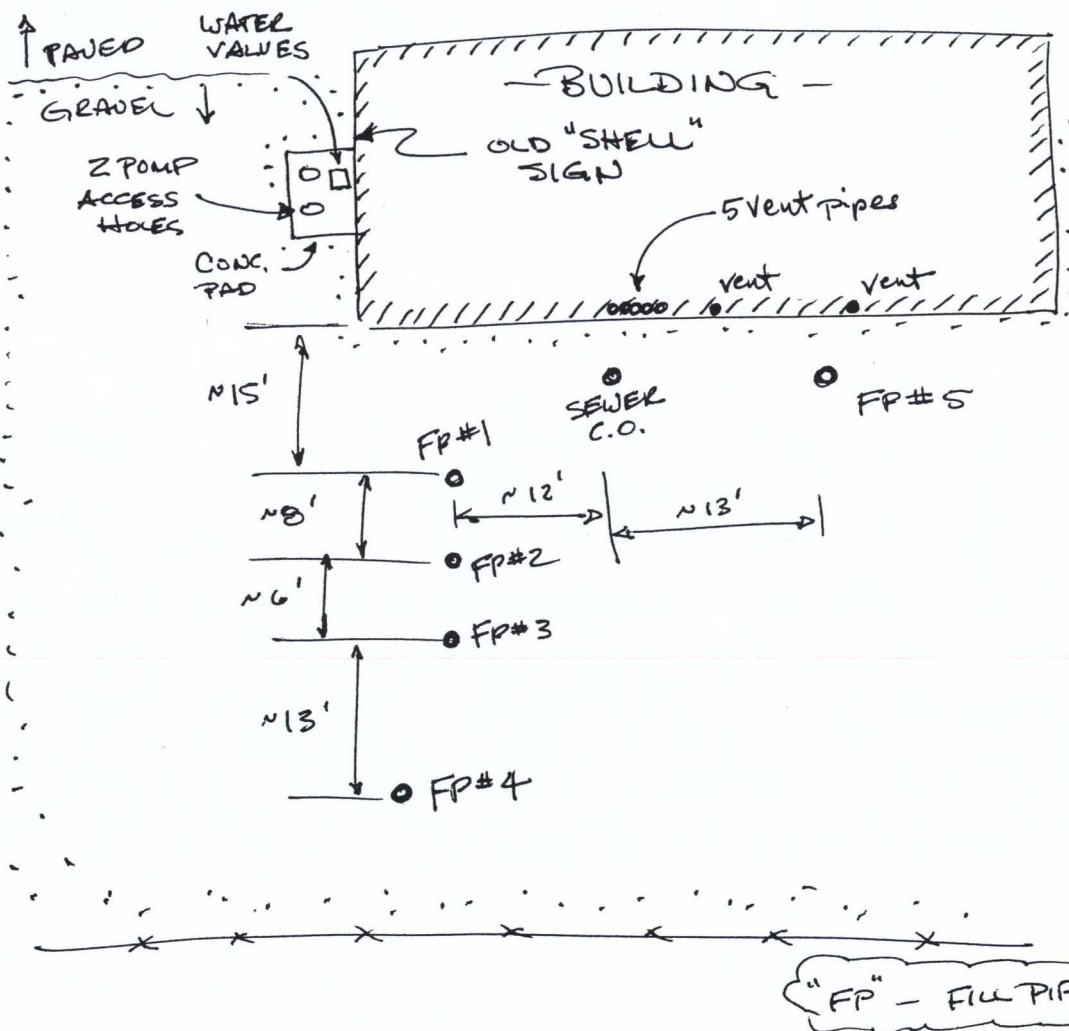 PAVED
WATER
VALVES
GRAVEL
- BUILDING -
OLD "SHELL"
SIGN
2 PUMP
ACCESS
HOLES
CONC.
PAD
5 vent pipes
vent
vent
~15'
SEWER
C.O.
FP#5
FP#1
~8'
~12'
~13'
FP#2
~6'
FP#3
~13'
FP#4
"FP" - FILL PIP